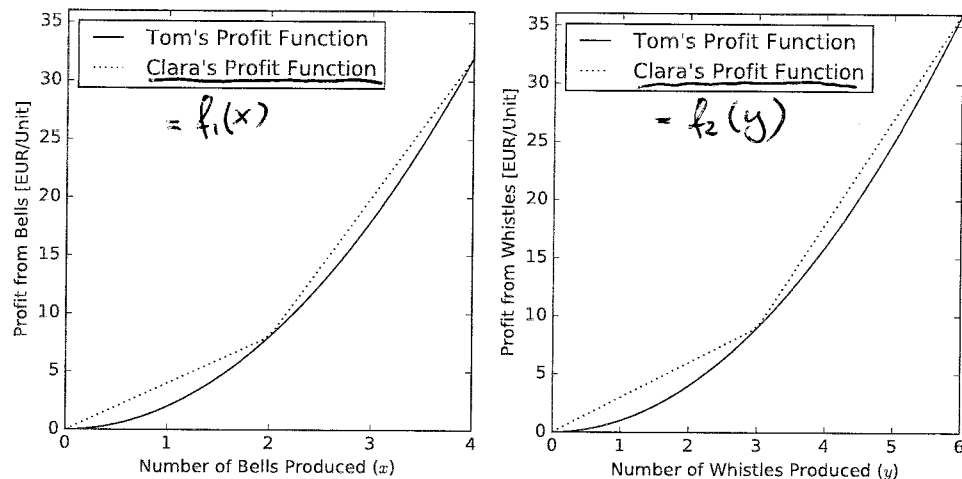 35
30
25
20
15
10
5
0
Profit from Bells [EUR/Unit]
Tom's Profit Function
Clara's Profit Function
= f₁(x)
0 1 2 3 4
Number of Bells Produced (x)
35
30
25
20
15
10
5
0
Profit from Whistles [EUR/Unit]
Tom's Profit Function
Clara's Profit Function
= f₂(y)
0 1 2 3 4 5 6
Number of Whistles Produced (y)